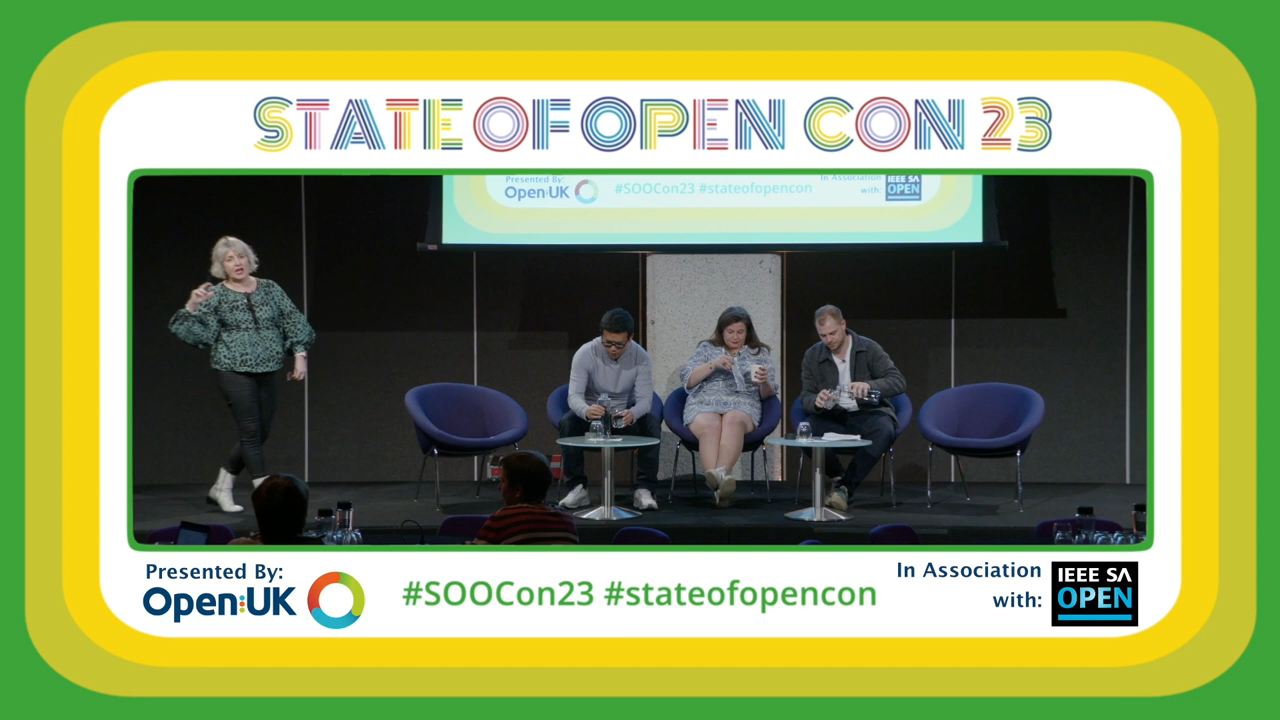 STATE OF OPEN CON 23
Presented By:
Open:UK
#SOOCon23 #stateofopencon
In Association
with:
IEEE SA
OPEN
Presented By:
Open:UK
#SOOCon23 #stateofopencon
In Association
with:
IEEE SA
OPEN